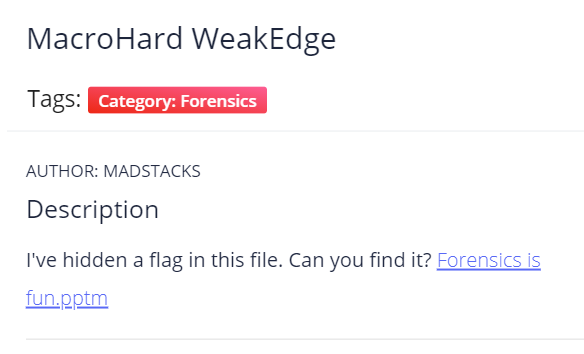 MacroHard WeakEdge
Tags: Category: Forensics
AUTHOR: MADSTACKS
Description
I've hidden a flag in this file. Can you find it? Forensics is
fun.pptm